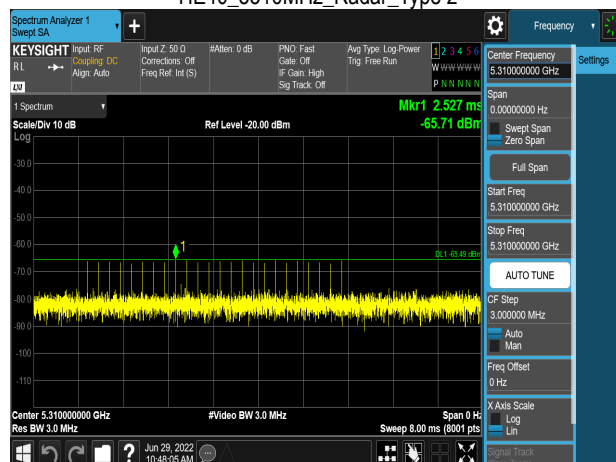 HE40_5310MHz_Radar_Type 2
Spectrum Analyzer 1
Swept SA
Frequency
Settings
KEYSIGHT
Input: RF
Input Z: 50 Ω
#Atten: 0 dB
PNO: Fast
Avg Type: Log-Power
1 2 3 4 5 6
RL
Coupling: DC
Corrections: Off
Gate: Off
Trig: Free Run
Align: Auto
Freq Ref: Int (S)
IF Gain: High
W W W W W W
Sig Track: Off
P N N N N N
LXI
1 Spectrum
Mkr1 2.527 ms
Scale/Div 10 dB
Ref Level -20.00 dBm
-65.71 dBm
Log
-30.0
-40.0
-50.0
-60.0
1
DL1 -65.49 dBm
-70.0
-80.0
-90.0
-100
-110
Center 5.310000000 GHz
#Video BW 3.0 MHz
Span 0 Hz
Res BW 3.0 MHz
Sweep 8.00 ms (8001 pts
Jun 29, 2022
10:48:05 AM
Center Frequency
5.310000000 GHz
Span
0.00000000 Hz
Swept Span
Zero Span
Full Span
Start Freq
5.310000000 GHz
Stop Freq
5.310000000 GHz
AUTO TUNE
CF Step
3.000000 MHz
Auto
Man
Freq Offset
0 Hz
X Axis Scale
Log
Lin
Signal Track